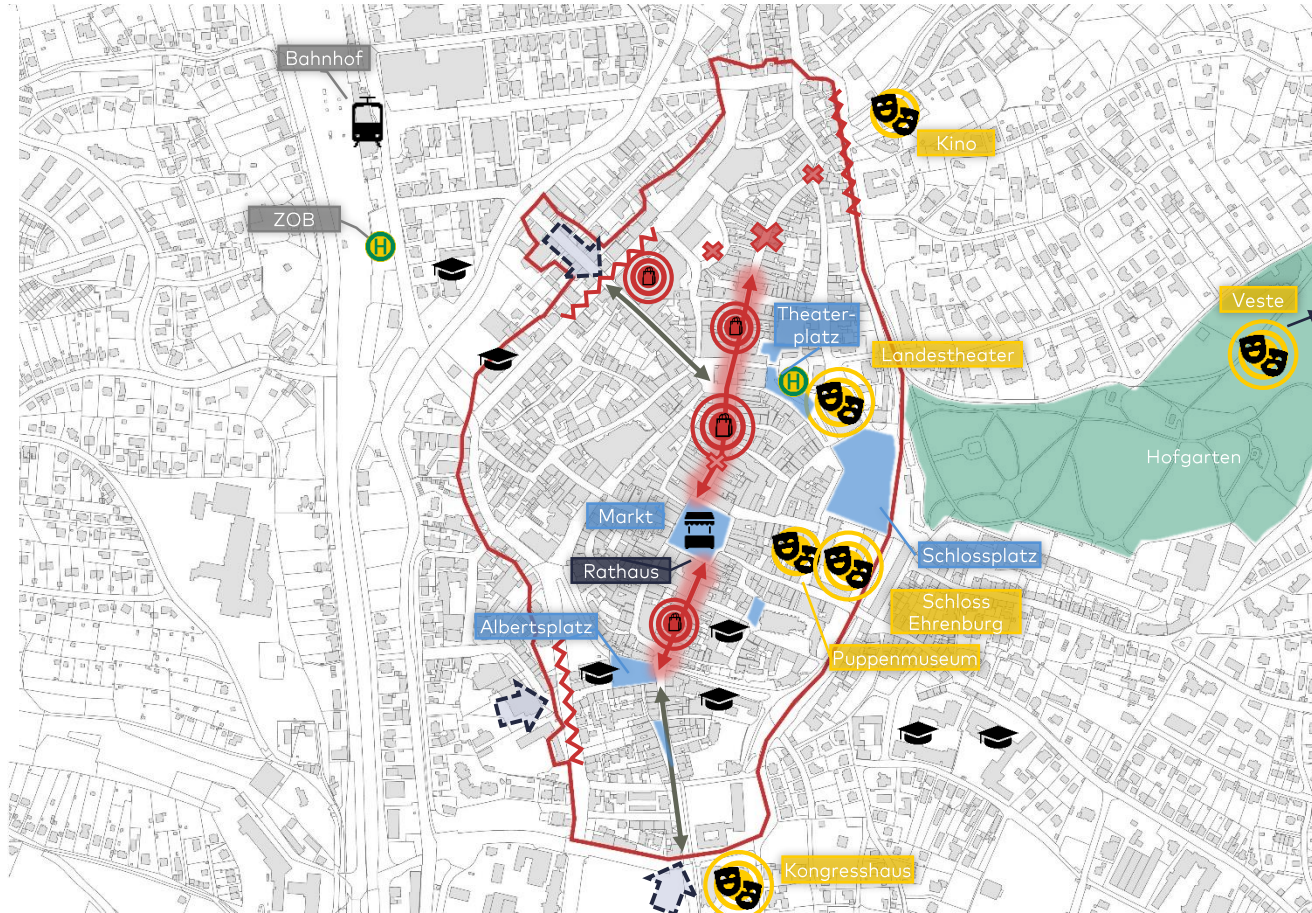 Bahnhof
Kino
ZOB
H
Veste
Theater-
platz
Landestheater
H
Hofgarten
Markt
Schlossplatz
Rathaus
Schloss
Ehrenburg
Albertsplatz
Puppenmuseum
Kongresshaus